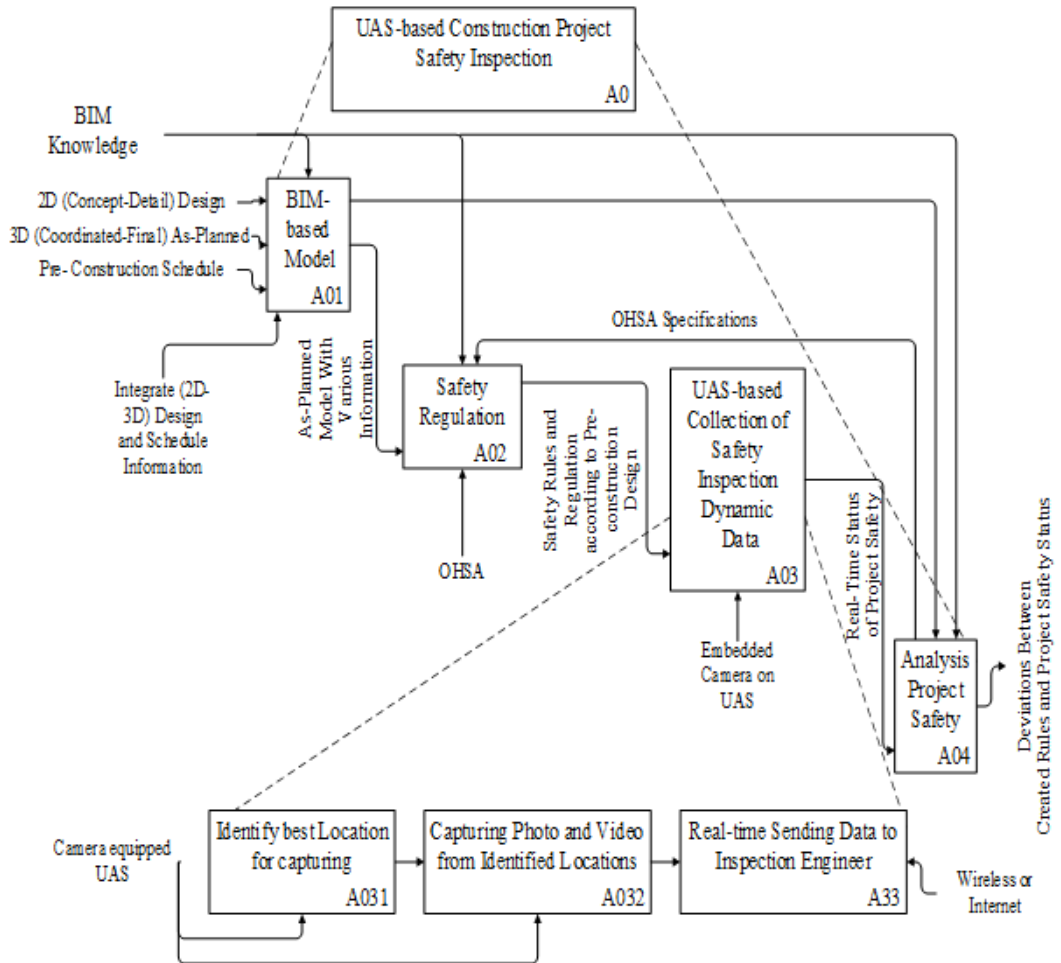 UAS-based Construction Project
Safety Inspection
A0
BIM
Knowledge
2D (Concept-Detail) Design
3D (Coordinated-Final) As-Planned
Pre- Construction Schedule
BIM-
based
Model
A01
Integrate (2D-
3D) Design
and Schedule
Information
As-Planned
Model With
Various
Information
OHSA Specifications
Safety
Regulation
A02
OHSA
Safety Rules and
Regulation
according to Pre-
construction
Design
UAS-based
Collection of
Safety
Inspection
Dynamic
Data
A03
Embedded
Camera on
UAS
Real-Time Status
of Project Safety
Analysis
Project
Safety
A04
Deviations Between
Created Rules and Project Safety Status
Camera equipped
UAS
Identify best Location
for capturing
A031
Capturing Photo and Video
from Identified Locations
A032
Real-time Sending Data to
Inspection Engineer
A33
Wireless or
Internet